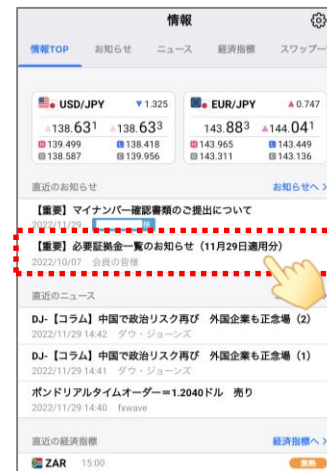 情報
情報TOP お知らせ ニュース 経済指標 スワップ
USD/JPY ▼1.325
▲138.631 ▲138.633
H 139.499 L 138.418
O 138.587 C 139.956
EUR/JPY ▲0.747
143.883 ▲144.041
H 143.965 L 143.449
O 143.311 C 143.136
直近のお知らせ お知らせへ >
【重要】マイナンバー確認書類のご提出について
2022/11/29 様
【重要】必要証拠金一覧のお知らせ（11月29日適用分）
2022/10/07 会員の皆様
直近のニュース
DJ-【コラム】中国で政治リスク再び 外国企業も正念場（2）
2022/11/29 14:42 ダウ・ジョーンズ
DJ-【コラム】中国で政治リスク再び 外国企業も正念場（1）
2022/11/29 14:41 ダウ・ジョーンズ
ポンドリアルタイムオーダー＝1.2040ドル 売り
2022/11/29 14:40 fxwave
直近の経済指標 経済指標へ >
ZAR 15:00